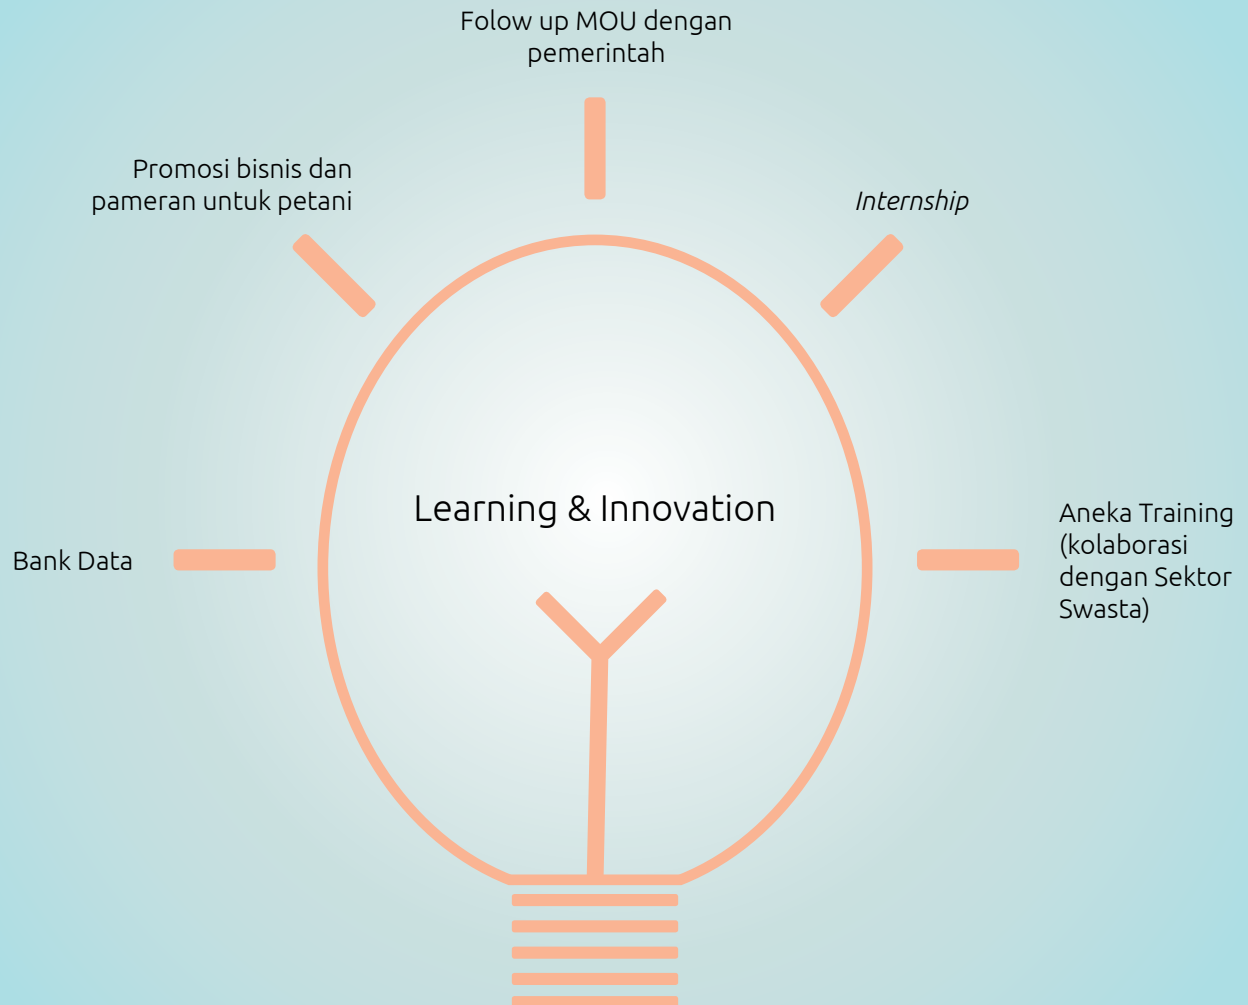 Folow up MOU dengan
pemerintah
Promosi bisnis dan
pameran untuk petani
Internship
Learning & Innovation
Bank Data
Aneka Training
(kolaborasi
dengan Sektor
Swasta)